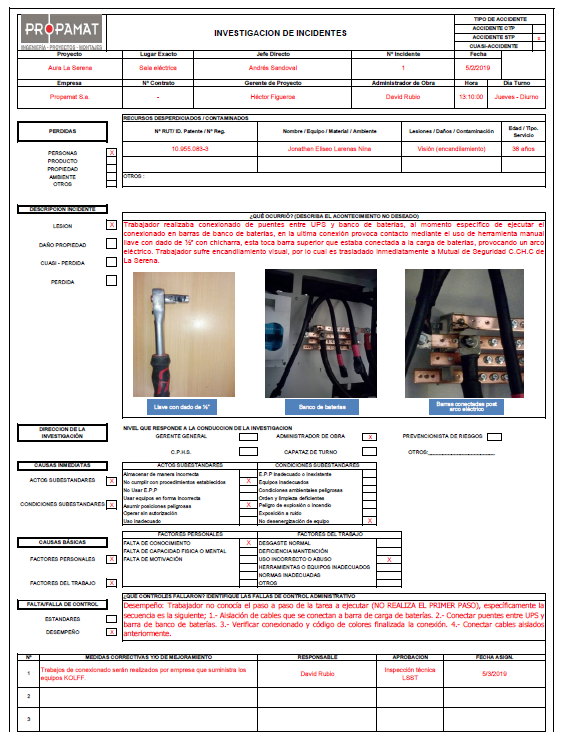 PROPAMAT
INGENIERÍA - PROYECTOS - MONTAJES
INVESTIGACION DE INCIDENTES
TIPO DE ACCIDENTE
ACCIDENTE CTP
ACCIDENTE STP x
CUASI-ACCIDENTE
Proyecto Lugar Exacto Jefe Directo Nº Incidente Fecha
Aura La Serena Sala eléctrica Andrés Sandoval 1 5/2/2019
Empresa Nº Contrato Gerente de Proyecto Administrador de Obra Hora Día Turno
Propamat S.a. - Héctor Figueroa David Rubio 13:10:00 Jueves - Diurno
RECURSOS DESPERDICIADOS / CONTAMINADOS
PERDIDAS
Nº RUT/ ID. Patente / Nº Reg. Nombre / Equipo / Material / Ambiente Lesiones / Daños / Contaminación Edad / Tipo. Servicio
PERSONAS X
10.955.083-3 Jonathan Eliseo Larenas Nina Visión (encandilamiento) 38 años
PRODUCTO
PROPIEDAD
AMBIENTE
OTROS
OTROS :
DESCRIPCION INCIDENTE
¿QUÉ OCURRIÓ? (DESCRIBA EL ACONTECIMIENTO NO DESEADO)
LESION X
DAÑO PROPIEDAD
CUASI - PERDIDA
PERDIDA
Trabajador realizaba conexionado de puentes entre UPS y banco de baterías, al momento específico de ejecutar el
conexionado en barras de banco de baterías, en la ultima conexión provoca contacto mediante el uso de herramienta manual
llave con dado de ½" con chicharra, esta toca barra superior que estaba conectada a la carga de baterías, provocando un arco
eléctrico. Trabajador sufre encandilamiento visual, por lo cual es trasladado inmediatamente a Mutual de Seguridad C.CH.C de
La Serena.
Llave con dado de ½"
Banco de baterías
Barras conectadas post
arco eléctrico
DIRECCION DE LA
INVESTIGACIÓN
NIVEL QUE RESPONDE A LA CONDUCCION DE LA INVESTIGACION
GERENTE GENERAL ADMINISTRADOR DE OBRA X PREVENCIONISTA DE RIESGOS
C.P.H.S. CAPATAZ DE TURNO OTROS:
CAUSAS INMEDIATAS
ACTOS SUBESTANDARES X
CONDICIONES SUBESTANDARES X
ACTOS SUBESTANDARES
Almacenar de manera incorrecta
No cumplir con procedimientos establecidos X
No Usar E.P.P
Usar equipos en forma incorrecta
Asumir posiciones peligrosas X
Operar sin autorización
Uso inadecuado
CONDICIONES SUBESTANDARES
E.P.P inadecuado o inexistente
Equipos inadecuados
Condiciones ambientales peligrosas
Orden y limpieza deficientes
Peligro de explosión o incendio
Exposición a ruido
No desenergización de equipo X
CAUSAS BÁSICAS
FACTORES PERSONALES X
FACTORES DEL TRABAJO X
FACTORES PERSONALES
FALTA DE CONOCIMIENTO X
FALTA DE CAPACIDAD FISICA O MENTAL
FALTA DE MOTIVACIÓN
FACTORES DEL TRABAJO
DESGASTE NORMAL
DEFICIENCIA MANTENCIÓN
USO INCORRECTO O ABUSO X
HERRAMIENTAS O EQUIPOS INADECUADOS
NORMAS INADECUADAS
OTROS
FALTA/FALLA DE CONTROL
ESTANDARES
DESEMPEÑO X
¿QUÉ CONTROLES FALLARON? IDENTIFIQUE LAS FALLAS DE CONTROL ADMINISTRATIVO
Desempeño: Trabajador no conocía el paso a paso de la tarea a ejecutar (NO REALIZA EL PRIMER PASO), específicamente la
secuencia es la siguiente; 1.- Aislación de cables que se conectan a barra de carga de baterías. 2.- Conectar puentes entre UPS y
barra de banco de baterías. 3.- Verificar conexionado y código de colores finalizada la conexión. 4.- Conectar cables aislados
anteriormente.
Nº MEDIDAS CORRECTIVAS Y/O DE MEJORAMIENTO RESPONSABLE APROBACION FECHA ASIGN.
1 Trabajos de conexionado serán realizados por empresa que suministra los
equipos KOLFF. David Rubio Inspección técnica
LSST 5/3/2019
2
3